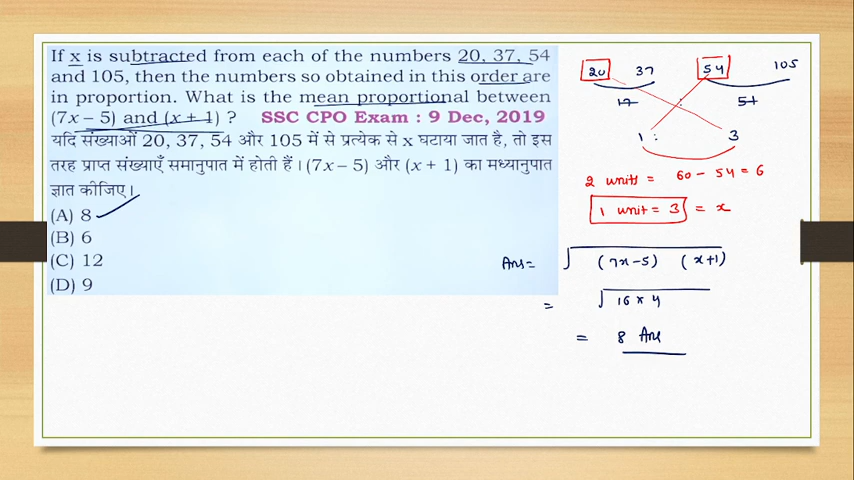 If x is subtracted from each of the numbers 20, 37, 54
and 105, then the numbers so obtained in this order are
in proportion. What is the mean proportional between
(7x – 5) and (x + 1) ? SSC CPO Exam : 9 Dec, 2019
यदि संख्याओं 20, 37, 54 और 105 में से प्रत्येक से x घटाया जात है, तो इस
तरह प्राप्त संख्याएँ समानुपात में होती हैं। (7x – 5) और (x + 1) का मध्यानुपात
ज्ञात कीजिए।
(A) 8
(B) 6
(C) 12
(D) 9
20 37 54 105
17 : 51
1 : 3
2 units = 60 - 54 = 6
1 unit = 3 = x
Ans = √(7x-5) (x+1)
= √16 × 4
= 8 Ans